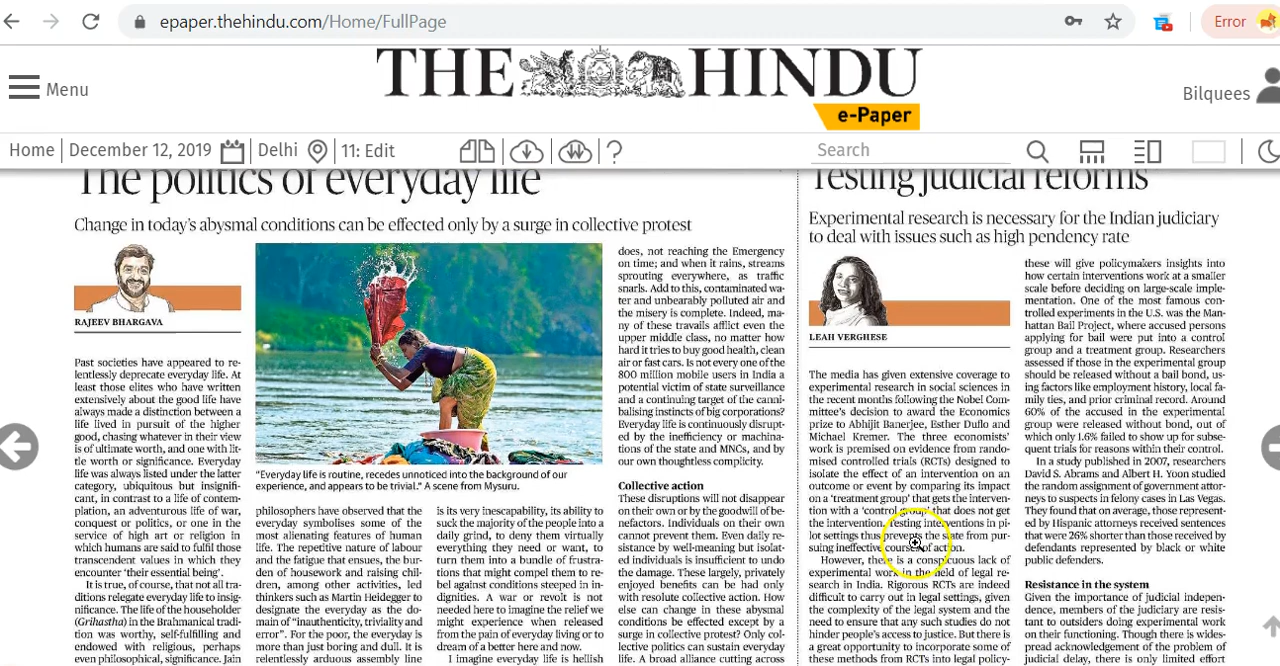 epaper.thehindu.com/Home/FullPage
Error
Menu
THE HINDU
e-Paper
Bilquees
Home
December 12, 2019
Delhi
11: Edit
?
Search
The politics of everyday life
Change in today's abysmal conditions can be effected only by a surge in collective protest
RAJEEV BHARGAVA
Past societies have appeared to re-
lentlessly deprecate everyday life. At
least those elites who have written
extensively about the good life have
always made a distinction between a
life lived in pursuit of the higher
good, chasing whatever in their view
is of ultimate worth, and one with lit-
tle worth or significance. Everyday
life was always listed under the latter
category, ubiquitous but insignifi-
cant, in contrast to a life of contem-
plation, an adventurous life of war,
conquest or politics, or one in the
service of high art or religion in
which humans are said to fulfil those
transcendent values in which they
encounter 'their essential being'.
It is true, of course, that not all tra-
ditions relegate everyday life to insig-
nificance. The life of the householder
(Grihastha) in the Brahmanical tradi-
tion was worthy, self-fulfilling and
endowed with religious, perhaps
even philosophical, significance. Jain
"Everyday life is routine, recedes unnoticed into the background of our
experience, and appears to be trivial." A scene from Mysuru.
philosophers have observed that the
everyday symbolises some of the
most alienating features of human
life. The repetitive nature of labour
and the fatigue that ensues, the bur-
den of housework and raising chil-
dren, among other activities, led
thinkers such as Martin Heidegger to
designate the everyday as the do-
main of "inauthenticity, triviality and
error". For the poor, the everyday is
more than just boring and dull. It is
relentlessly arduous assembly line
is its very inescapability, its ability to
suck the majority of the people into a
daily grind, to deny them virtually
everything they need or want, to
turn them into a bundle of frustra-
tions that might compel them to re-
bel against conditions steeped in in-
dignities. A war or revolt is not
needed here to imagine the relief we
might experience when released
from the pain of everyday living or to
dream of a better here and now.
I imagine everyday life is hellish
does, not reaching the Emergency
on time; and when it rains, streams
sprouting everywhere, as traffic
snarls. Add to this, contaminated wa-
ter and unbearably polluted air and
the misery is complete. Indeed, ma-
ny of these travails afflict even the
upper middle class, no matter how
hard it tries to buy good health, clean
air or fast cars. Is not every one of the
800 million mobile users in India a
potential victim of state surveillance
and a continuing target of the canni-
balising instincts of big corporations?
Everyday life is continuously disrupt-
ed by the inefficiency or machina-
tions of the state and MNCs, and by
our own thoughtless complicity.
Collective action
These disruptions will not disappear
on their own or by the goodwill of be-
nefactors. Individuals on their own
cannot prevent them. Even daily re-
sistance by well-meaning but isolat-
ed individuals is insufficient to undo
the damage. These largely, privately
enjoyed benefits can be had only
with resolute collective action. How
else can change in these abysmal
conditions be effected except by a
surge in collective protest? Only col-
lective politics can sustain everyday
life. A broad alliance cutting across
Testing judicial reforms
Experimental research is necessary for the Indian judiciary
to deal with issues such as high pendency rate
LEAH VERGHESE
The media has given extensive coverage to
experimental research in social sciences in
the recent months following the Nobel Com-
mittee's decision to award the Economics
prize to Abhijit Banerjee, Esther Duflo and
Michael Kremer. The three economists'
work is premised on evidence from rando-
mised controlled trials (RCTs) designed to
isolate the effect of an intervention on an
outcome or event by comparing its impact
on a 'treatment group' that gets the interven-
tion with a 'control group' that does not get
the intervention. Testing interventions in pi-
lot settings thus prevents the state from pur-
suing ineffective courses of action.
However, there is a conspicuous lack of
experimental work in the field of legal re-
search in India. Rigorous RCTs are indeed
difficult to carry out in legal settings, given
the complexity of the legal system and the
need to ensure that any such studies do not
hinder people's access to justice. But there is
a great opportunity to incorporate some of
these methods from RCTs into legal policy-
these will give policymakers insights into
how certain interventions work at a smaller
scale before deciding on large-scale imple-
mentation. One of the most famous con-
trolled experiments in the U.S. was the Man-
hattan Bail Project, where accused persons
applying for bail were put into a control
group and a treatment group. Researchers
assessed if those in the experimental group
should be released without a bail bond, us-
ing factors like employment history, local fa-
mily ties, and prior criminal record. Around
60% of the accused in the experimental
group were released without bond, out of
which only 1.6% failed to show up for subse-
quent trials for reasons within their control.
In a study published in 2007, researchers
David S. Abrams and Albert H. Yoon studied
the random assignment of government attor-
neys to suspects in felony cases in Las Vegas.
They found that on average, those represent-
ed by Hispanic attorneys received sentences
that were 26% shorter than those received by
defendants represented by black or white
public defenders.
Resistance in the system
Given the importance of judicial indepen-
dence, members of the judiciary are resis-
tant to outsiders doing experimental work
on their functioning. Though there is wides-
pread acknowledgement of the problem of
judicial delay, there is only limited effort